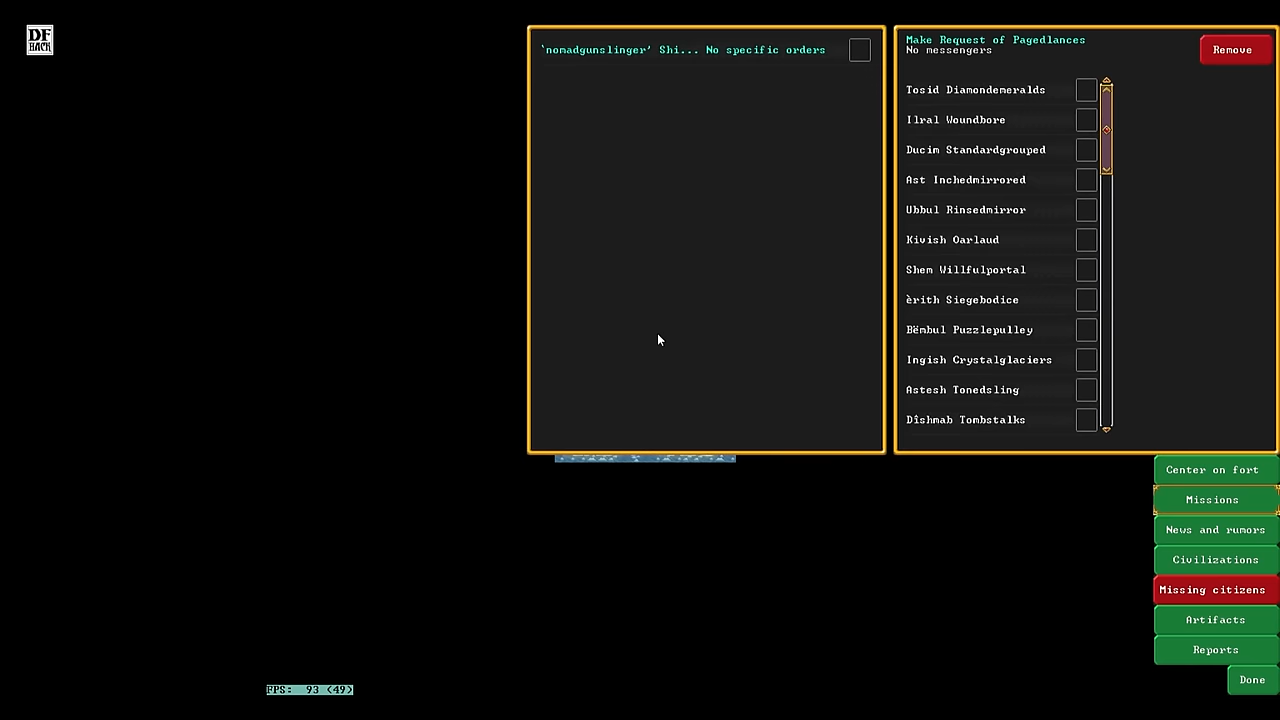 DF
HACK
`nomadgunslinger' Shi... No specific orders
Make Request of Pagedlances
No messengers
Remove
Tosid Diamondemeralds
Ilral Woundbore
Ducim Standardgrouped
Ast Inchedmirrored
Ubbul Rinsedmirror
Kivish Oarlaud
Shem Willfulportal
èrith Siegebodice
Bëmbul Puzzlepulley
Ingish Crystalglaciers
Astesh Tonedsling
Dîshmab Tombstalks
Center on fort
Missions
News and rumors
Civilizations
Missing citizens
Artifacts
Reports
Done
FPS: 93 (49)